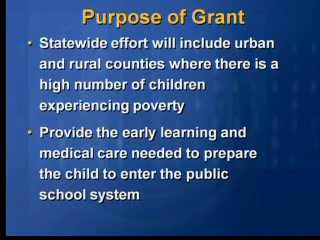 Purpose of Grant
• Statewide effort will include urban
and rural counties where there is a
high number of children
experiencing poverty
• Provide the early learning and
medical care needed to prepare
the child to enter the public
school system